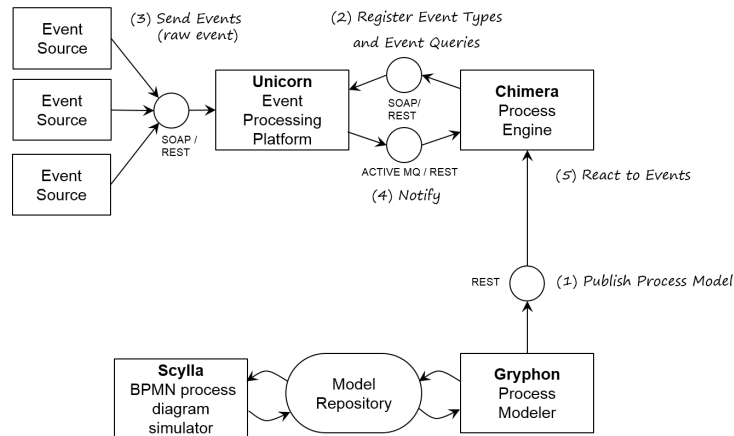 Event
Source
(3) Send Events
(raw event)
(2) Register Event Types
and Event Queries
Event
Source
Event
Source
SOAP /
REST
Unicorn
Event
Processing
Platform
SOAP/
REST
ACTIVE MQ / REST
(4) Notify
Chimera
Process
Engine
(5) React to Events
REST
(1) Publish Process Model
Scylla
BPMN process
diagram
simulator
Model
Repository
Gryphon
Process
Modeler